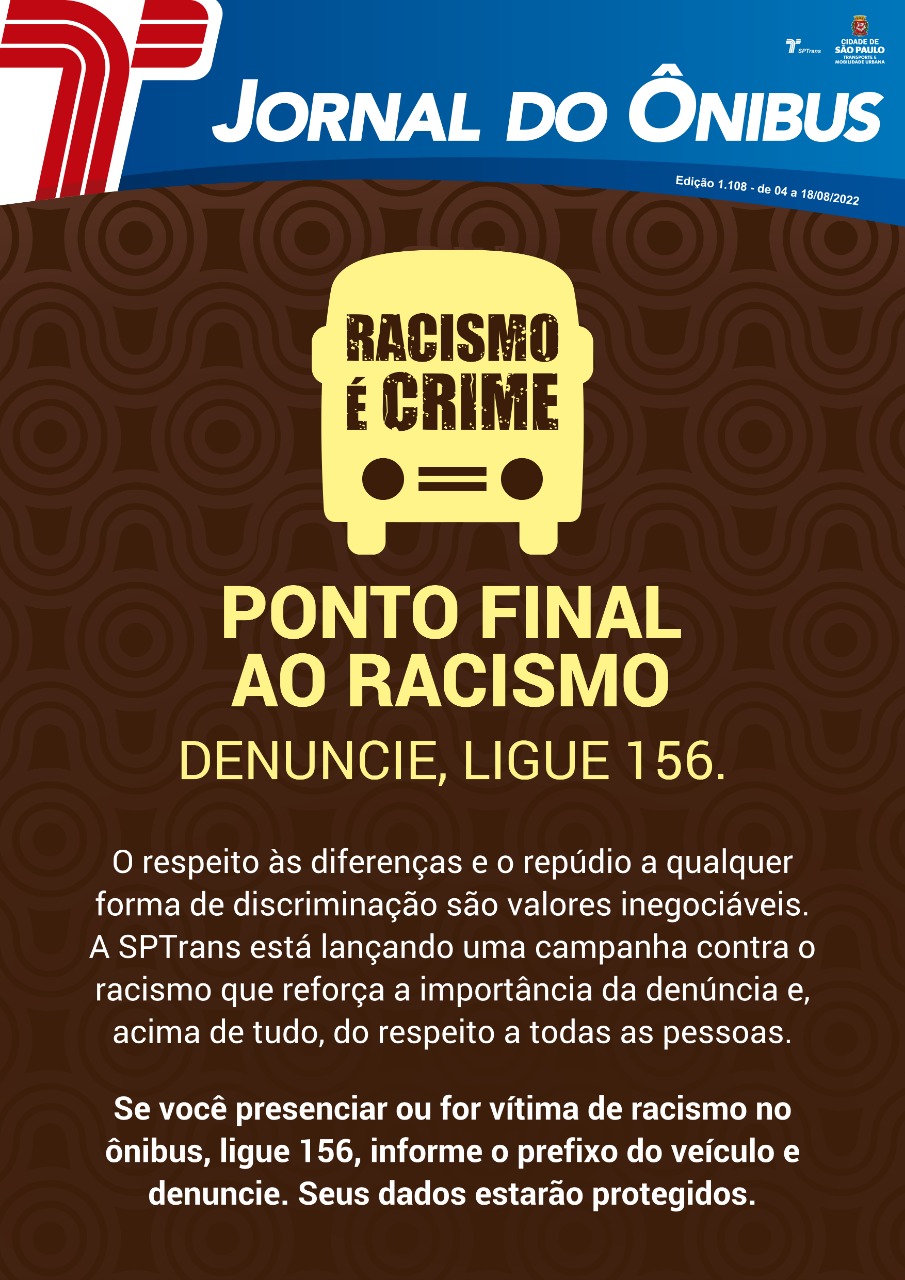 SPTrans
CIDADE DE
SÃO PAULO
TRANSPORTE E
MOBILIDADE URBANA
JORNAL DO ÔNIBUS
Edição 1.108 - de 04 a 18/08/2022
RACISMO
É CRIME
PONTO FINAL
AO RACISMO
DENUNCIE, LIGUE 156.
O respeito às diferenças e o repúdio a qualquer
forma de discriminação são valores inegociáveis.
A SPTrans está lançando uma campanha contra o
racismo que reforça a importância da denúncia e,
acima de tudo, do respeito a todas as pessoas.
Se você presenciar ou for vítima de racismo no
ônibus, ligue 156, informe o prefixo do veículo e
denuncie. Seus dados estarão protegidos.